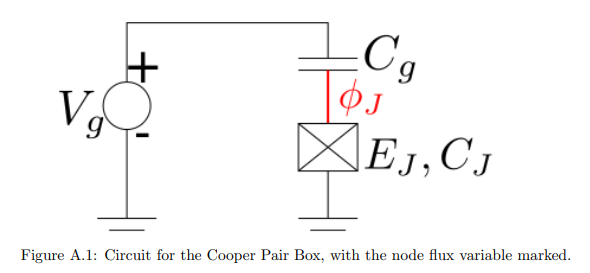 +
C_g
V_g
ϕ_J
-
E_J, C_J
Figure A.1: Circuit for the Cooper Pair Box, with the node flux variable marked.